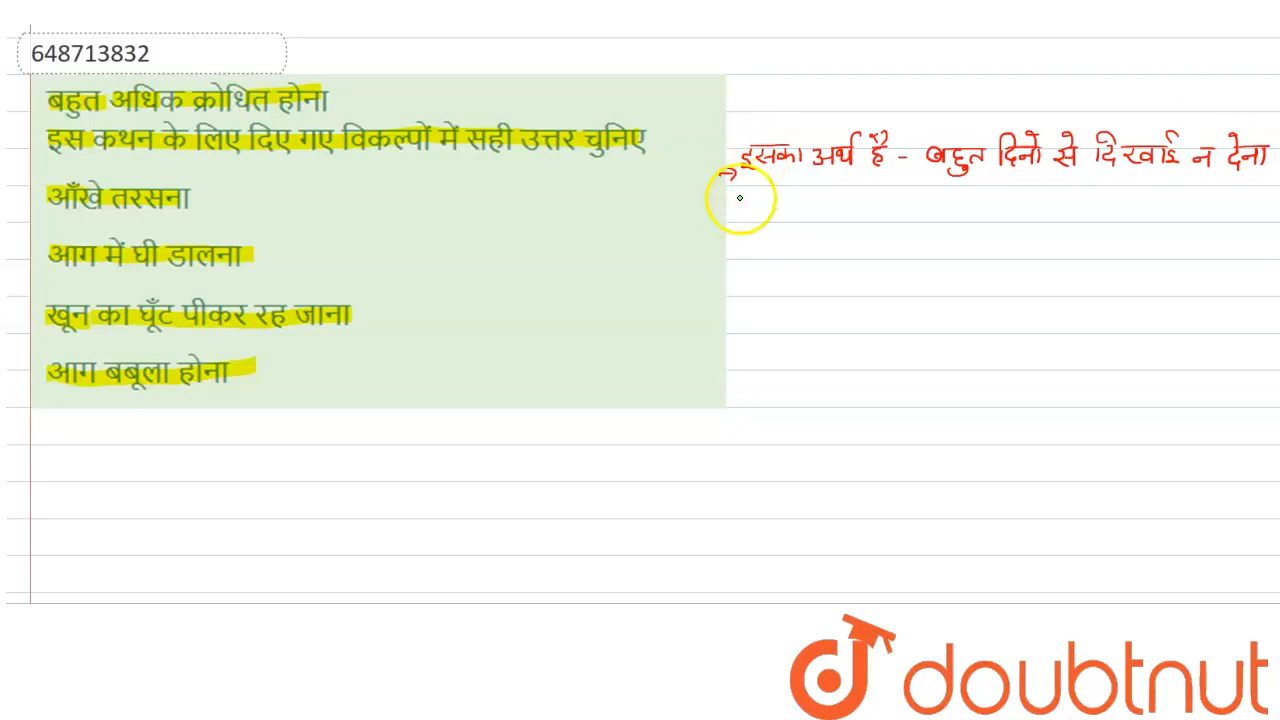 648713832
बहुत अधिक क्रोधित होना
इस कथन के लिए दिए गए विकल्पों में सही उत्तर चुनिए
आँखे तरसना
आग में घी डालना
खून का घूँट पीकर रह जाना
आग बबूला होना
इसका अर्थ है - बहुत दिनों से दिखाई न देना
doubtnut